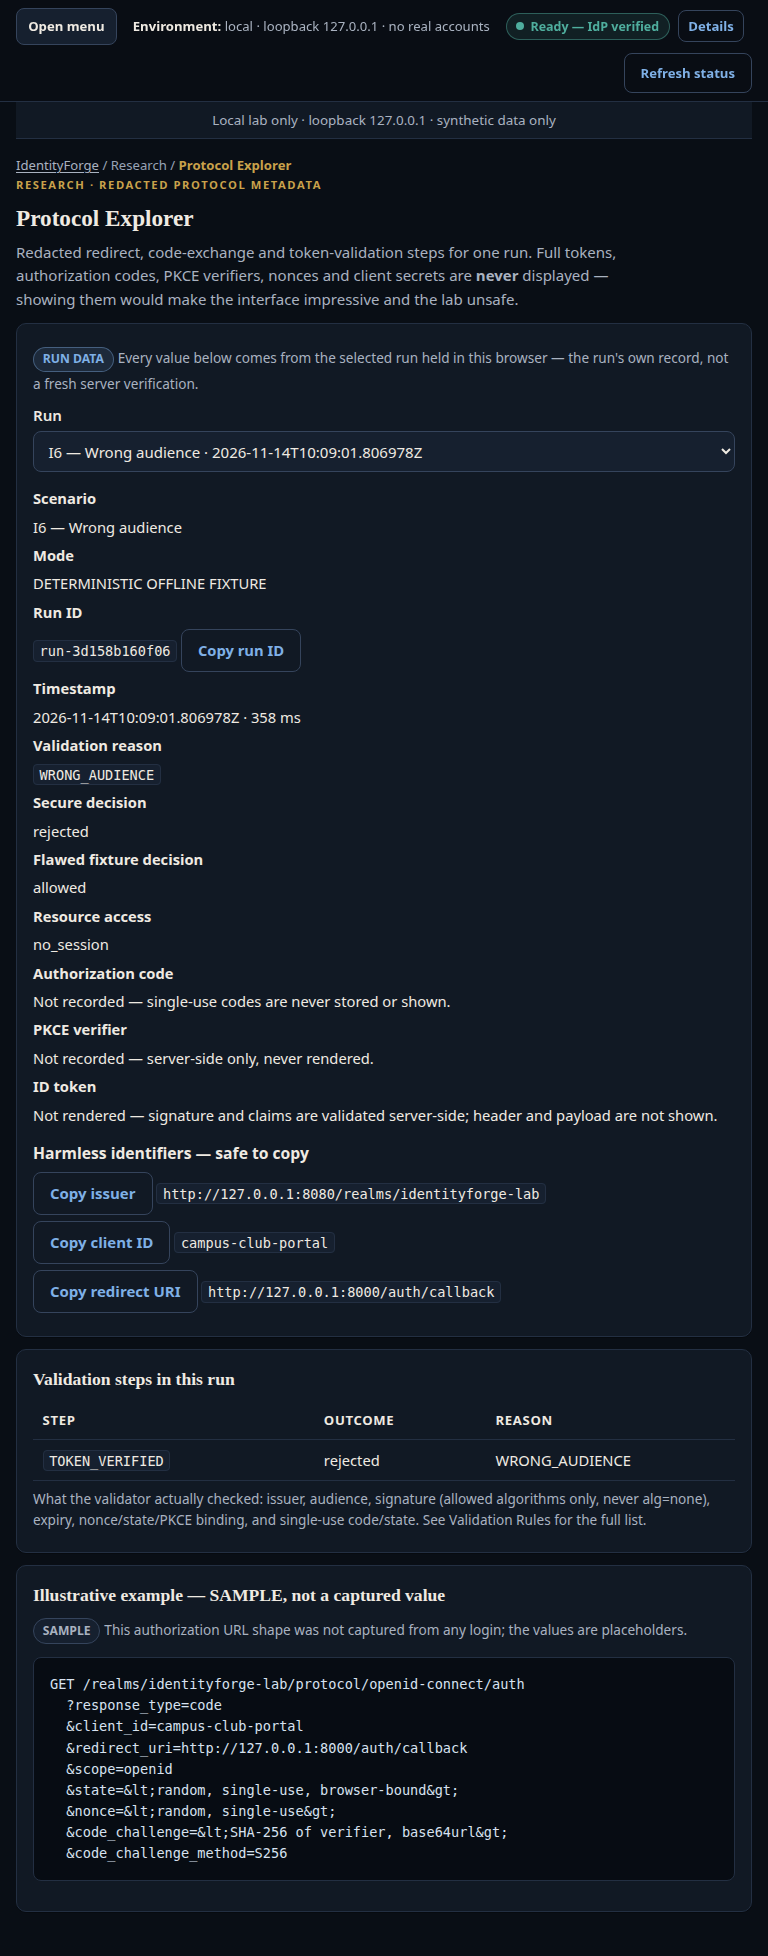 Open menu
Environment: local · loopback 127.0.0.1 · no real accounts
Ready — IdP verified
Details
Refresh status
Local lab only · loopback 127.0.0.1 · synthetic data only
IdentityForge / Research / Protocol Explorer
RESEARCH · REDACTED PROTOCOL METADATA
Protocol Explorer
Redacted redirect, code-exchange and token-validation steps for one run. Full tokens,
authorization codes, PKCE verifiers, nonces and client secrets are never displayed —
showing them would make the interface impressive and the lab unsafe.
RUN DATA Every value below comes from the selected run held in this browser — the run's own record, not
a fresh server verification.
Run
I6 — Wrong audience · 2026-11-14T10:09:01.806978Z
Scenario
I6 — Wrong audience
Mode
DETERMINISTIC OFFLINE FIXTURE
Run ID
run-3d158b160f06 Copy run ID
Timestamp
2026-11-14T10:09:01.806978Z · 358 ms
Validation reason
WRONG_AUDIENCE
Secure decision
rejected
Flawed fixture decision
allowed
Resource access
no_session
Authorization code
Not recorded — single-use codes are never stored or shown.
PKCE verifier
Not recorded — server-side only, never rendered.
ID token
Not rendered — signature and claims are validated server-side; header and payload are not shown.
Harmless identifiers — safe to copy
Copy issuer http://127.0.0.1:8080/realms/identityforge-lab
Copy client ID campus-club-portal
Copy redirect URI http://127.0.0.1:8000/auth/callback
Validation steps in this run
STEP OUTCOME REASON
TOKEN_VERIFIED rejected WRONG_AUDIENCE
What the validator actually checked: issuer, audience, signature (allowed algorithms only, never alg=none),
expiry, nonce/state/PKCE binding, and single-use code/state. See Validation Rules for the full list.
Illustrative example — SAMPLE, not a captured value
SAMPLE This authorization URL shape was not captured from any login; the values are placeholders.
GET /realms/identityforge-lab/protocol/openid-connect/auth
?response_type=code
&client_id=campus-club-portal
&redirect_uri=http://127.0.0.1:8000/auth/callback
&scope=openid
&state=&lt;random, single-use, browser-bound&gt;
&nonce=&lt;random, single-use&gt;
&code_challenge=&lt;SHA-256 of verifier, base64url&gt;
&code_challenge_method=S256